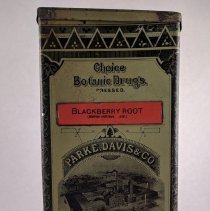 Choice
Botanic Drugs,
PRESSED.
BLACKBERRY ROOT
PARKE, DAVIS & CO